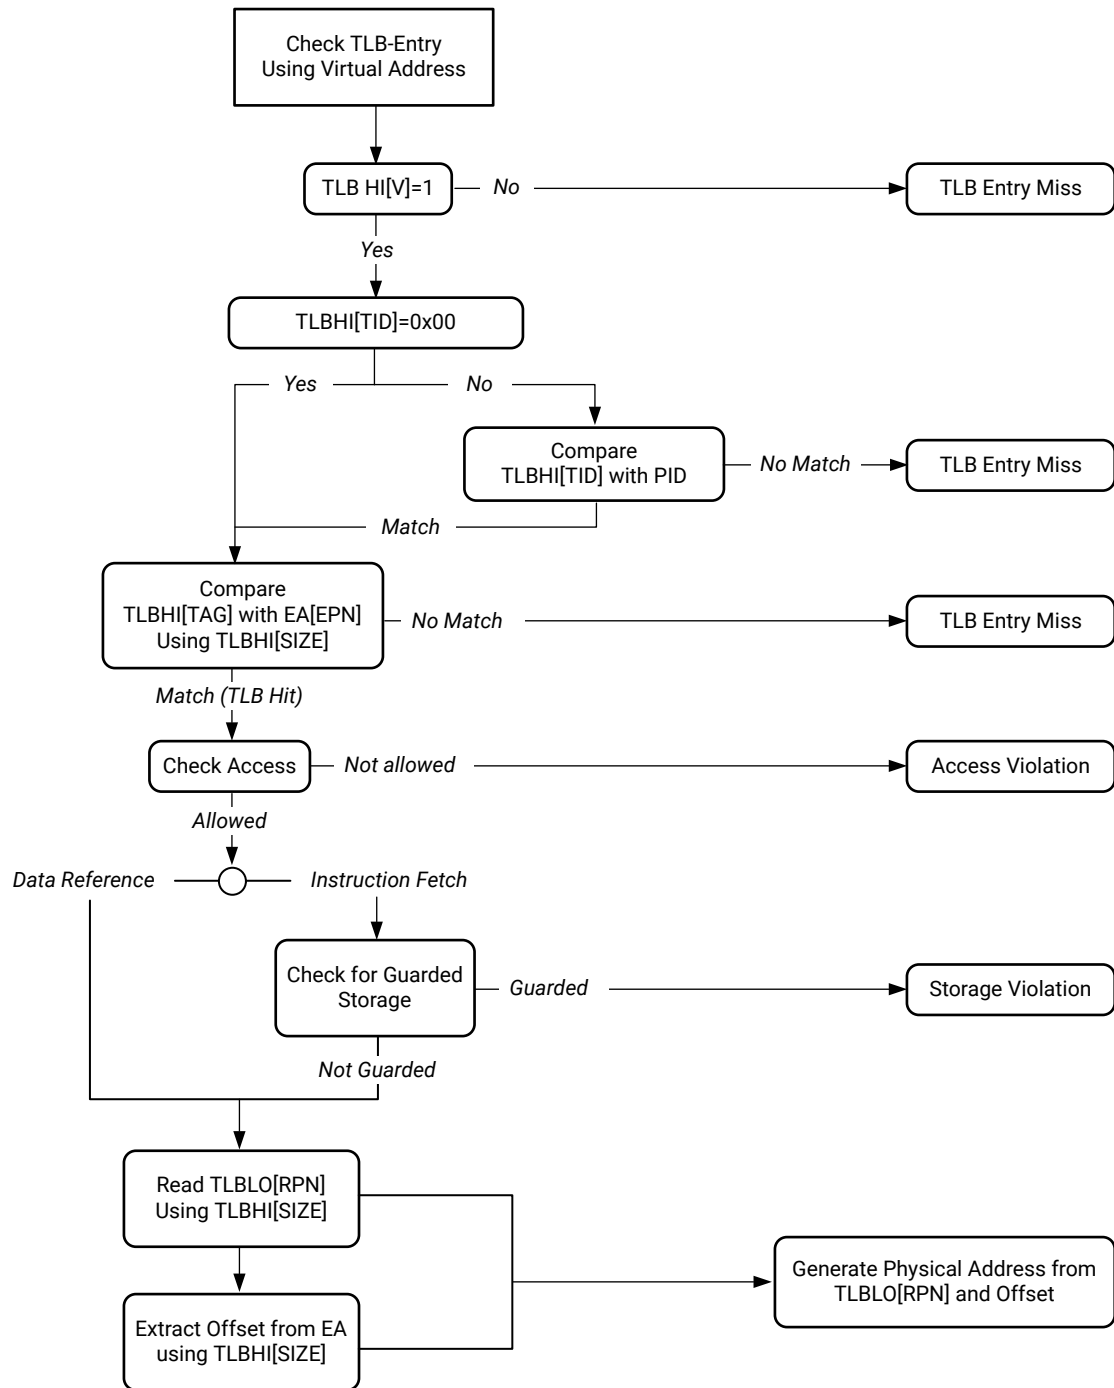 Check TLB-Entry
Using Virtual Address
TLB HI[V]=1
No
TLB Entry Miss
Yes
TLBHI[TID]=0x00
Yes
No
Compare
TLBHI[TID] with PID
No Match
TLB Entry Miss
Match
Compare
TLBHI[TAG] with EA[EPN]
Using TLBHI[SIZE]
No Match
TLB Entry Miss
Match (TLB Hit)
Check Access
Not allowed
Access Violation
Allowed
Data Reference
Instruction Fetch
Check for Guarded
Storage
Guarded
Storage Violation
Not Guarded
Read TLBLO[RPN]
Using TLBHI[SIZE]
Generate Physical Address from
TLBLO[RPN] and Offset
Extract Offset from EA
using TLBHI[SIZE]